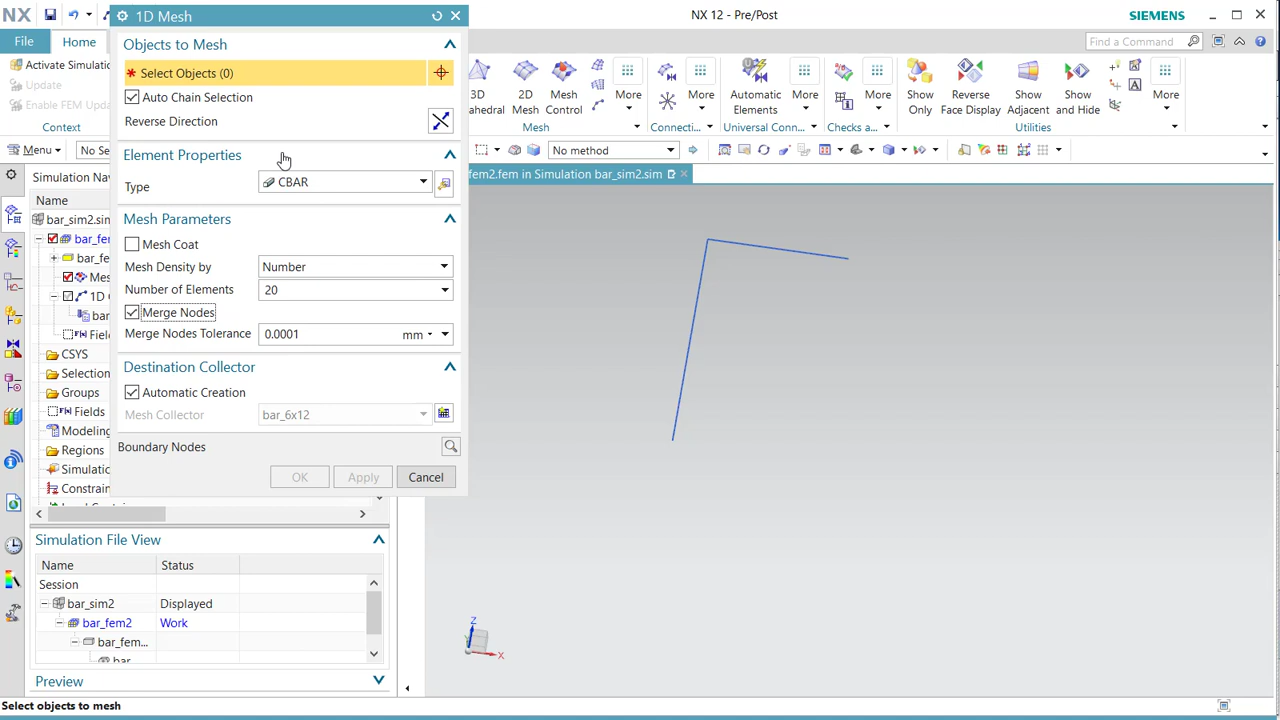 NX
1D Mesh
NX 12 - Pre/Post
SIEMENS
File
Home
Find a Command
Objects to Mesh
Select Objects (0)
Auto Chain Selection
Reverse Direction
Element Properties
Type
CBAR
Mesh Parameters
Mesh Coat
Mesh Density by
Number
Number of Elements
20
Merge Nodes
Merge Nodes Tolerance
0.0001
mm
Destination Collector
Automatic Creation
Mesh Collector
bar_6x12
Boundary Nodes
OK
Apply
Cancel
Activate Simulatio
Update
Enable FEM Upda
Context
3D
ahedral
2D
Mesh
Mesh
Control
More
More
Automatic
Elements
More
More
Show
Only
Reverse
Face Display
Show
Adjacent
Show
and Hide
More
Mesh
Connecti...
Universal Conn...
Checks a...
Utilities
Menu
No Se
No method
fem2.fem in Simulation bar_sim2.sim
Simulation Nav
Name
bar_sim2.sim
bar_fe
bar_fe
Mes
1D C
bar
Field
CSYS
Selection
Groups
Fields
Modeling
Regions
Simulatio
Constrain
Simulation File View
Name
Status
Session
bar_sim2
Displayed
bar_fem2
Work
bar_fem...
bar
Preview
Select objects to mesh
Z
X